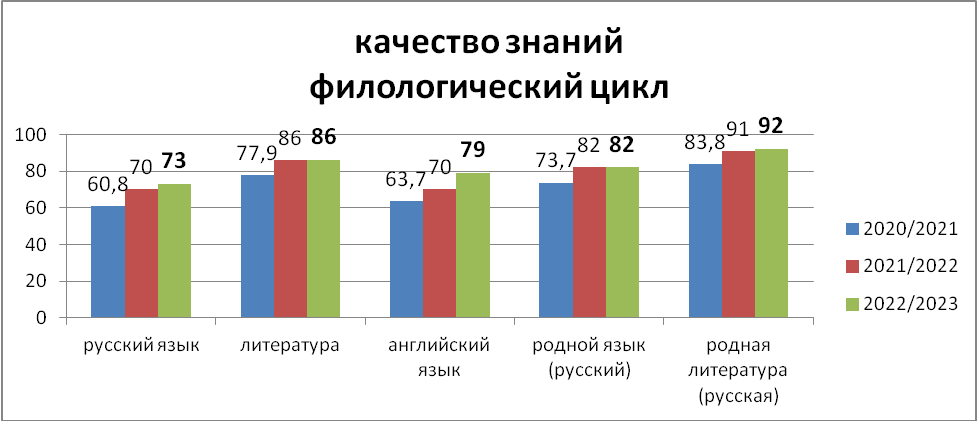 качество знаний
филологический цикл
100
80
60
40
20
0
60,8
70
73
77,9
86
86
63,7
70
79
73,7
82
82
83,8
91
92
русский язык
литература
английский
язык
родной язык
(русский)
родная
литература
(русская)
2020/2021
2021/2022
2022/2023